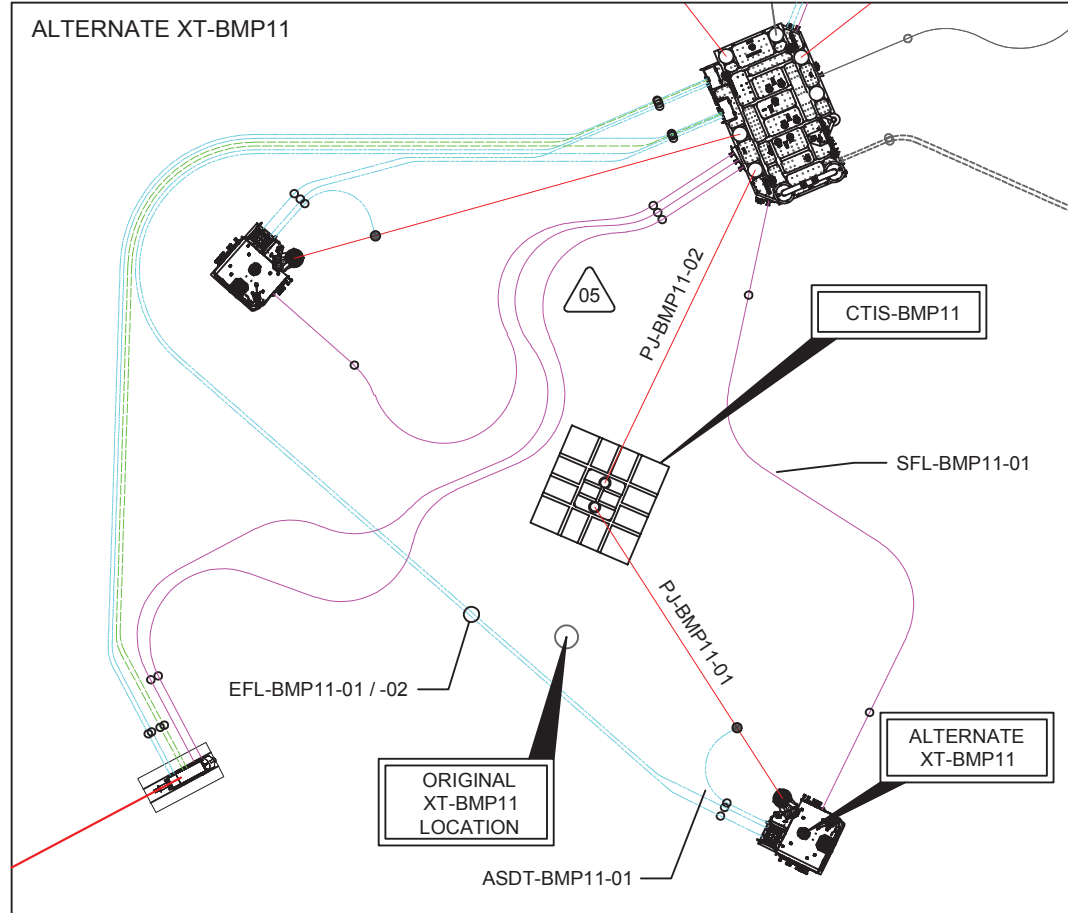 ALTERNATE XT-BMP11
05
PJ-BMP11-02
CTIS-BMP11
SFL-BMP11-01
PJ-BMP11-01
EFL-BMP11-01 / -02
ORIGINAL
XT-BMP11
LOCATION
ALTERNATE
XT-BMP11
ASDT-BMP11-01